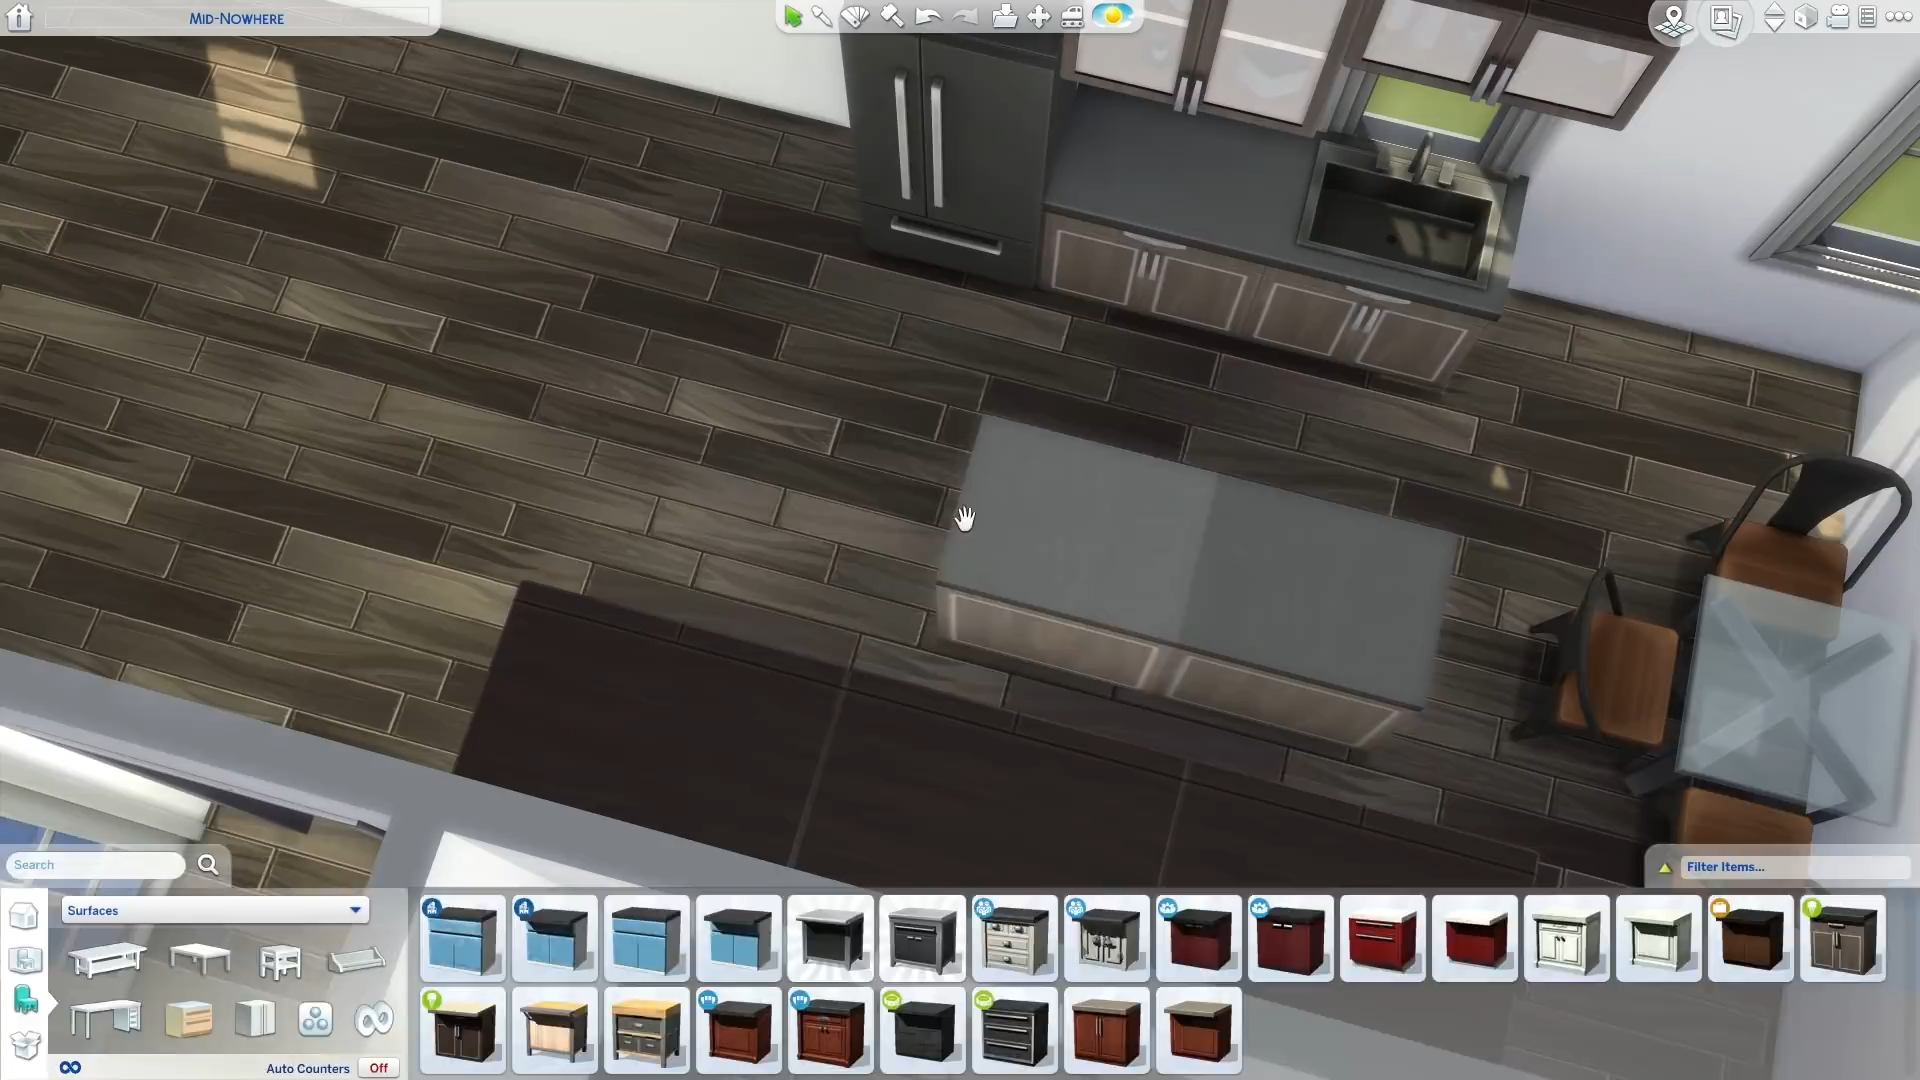 Mid-Nowhere
Search
Filter Items...
Surfaces
Auto Counters Off